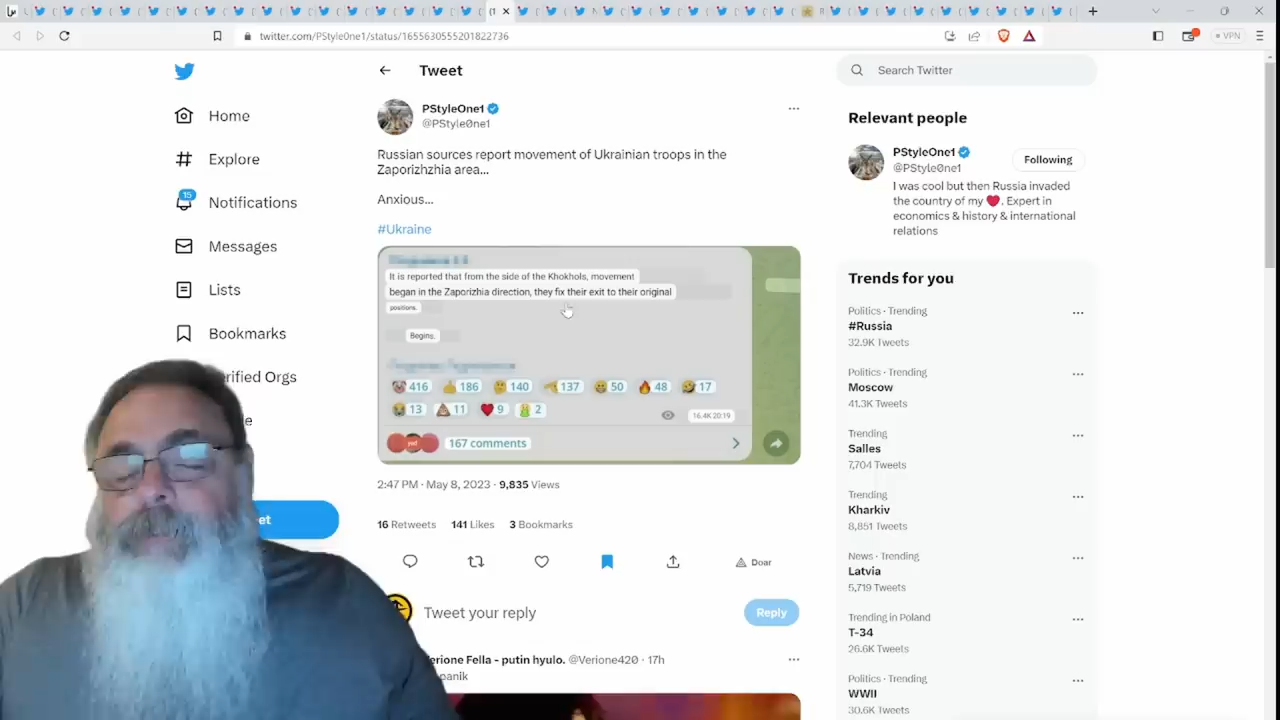 twitter.com/PStyle0ne1/status/1655630555201822736
VPN
Home
Explore
15
Notifications
Messages
Lists
Bookmarks
rified Orgs
et
Tweet
PStyleOne1
@PStyle0ne1
Russian sources report movement of Ukrainian troops in the
Zaporizhzhia area...
Anxious...
#Ukraine
It is reported that from the side of the Khokhols, movement
began in the Zaporizhia direction, they fix their exit to their original
positions.
Begins.
416 186 140 137 50 48 17
13 11 9 2
16.4K 20:19
167 comments
2:47 PM · May 8, 2023 · 9,835 Views
16 Retweets 141 Likes 3 Bookmarks
Doar
Tweet your reply
Reply
erione Fella - putin hyulo. @Verione420 · 17h
panik
Search Twitter
Relevant people
PStyleOne1
@PStyle0ne1
Following
I was cool but then Russia invaded
the country of my ❤. Expert in
economics & history & international
relations
Trends for you
Politics · Trending
#Russia
32.9K Tweets
Politics · Trending
Moscow
41.3K Tweets
Trending
Salles
7,704 Tweets
Trending
Kharkiv
8,851 Tweets
News · Trending
Latvia
5,719 Tweets
Trending in Poland
T-34
26.6K Tweets
Politics · Trending
WWII
30.6K Tweets